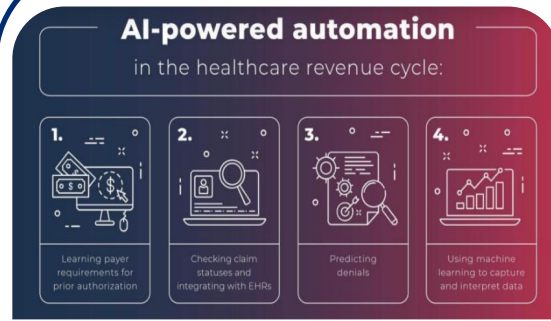 AI-powered automation
in the healthcare revenue cycle:
1.
Learning payer
requirements for
prior authorization
2.
Checking claim
statuses and
integrating with EHRs
3.
Predicting
denials
4.
Using machine
learning to capture
and interpret data